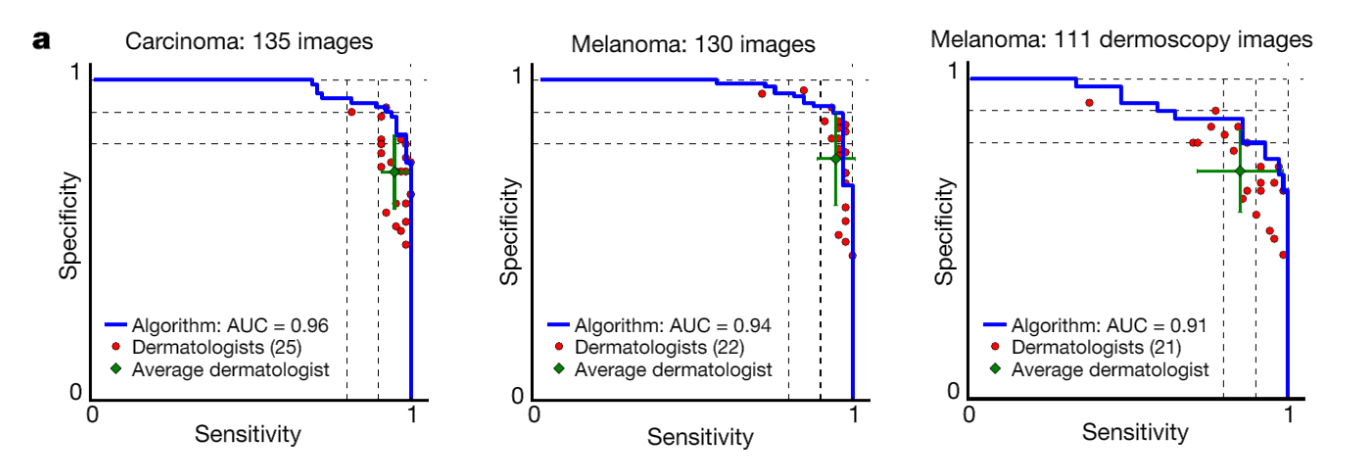 a
Carcinoma: 135 images
1
Specificity
Algorithm: AUC = 0.96
Dermatologists (25)
Average dermatologist
0
0
1
Sensitivity
Melanoma: 130 images
1
Specificity
Algorithm: AUC = 0.94
Dermatologists (22)
Average dermatologist
0
0
1
Sensitivity
Melanoma: 111 dermoscopy images
1
Specificity
Algorithm: AUC = 0.91
Dermatologists (21)
Average dermatologist
0
0
1
Sensitivity